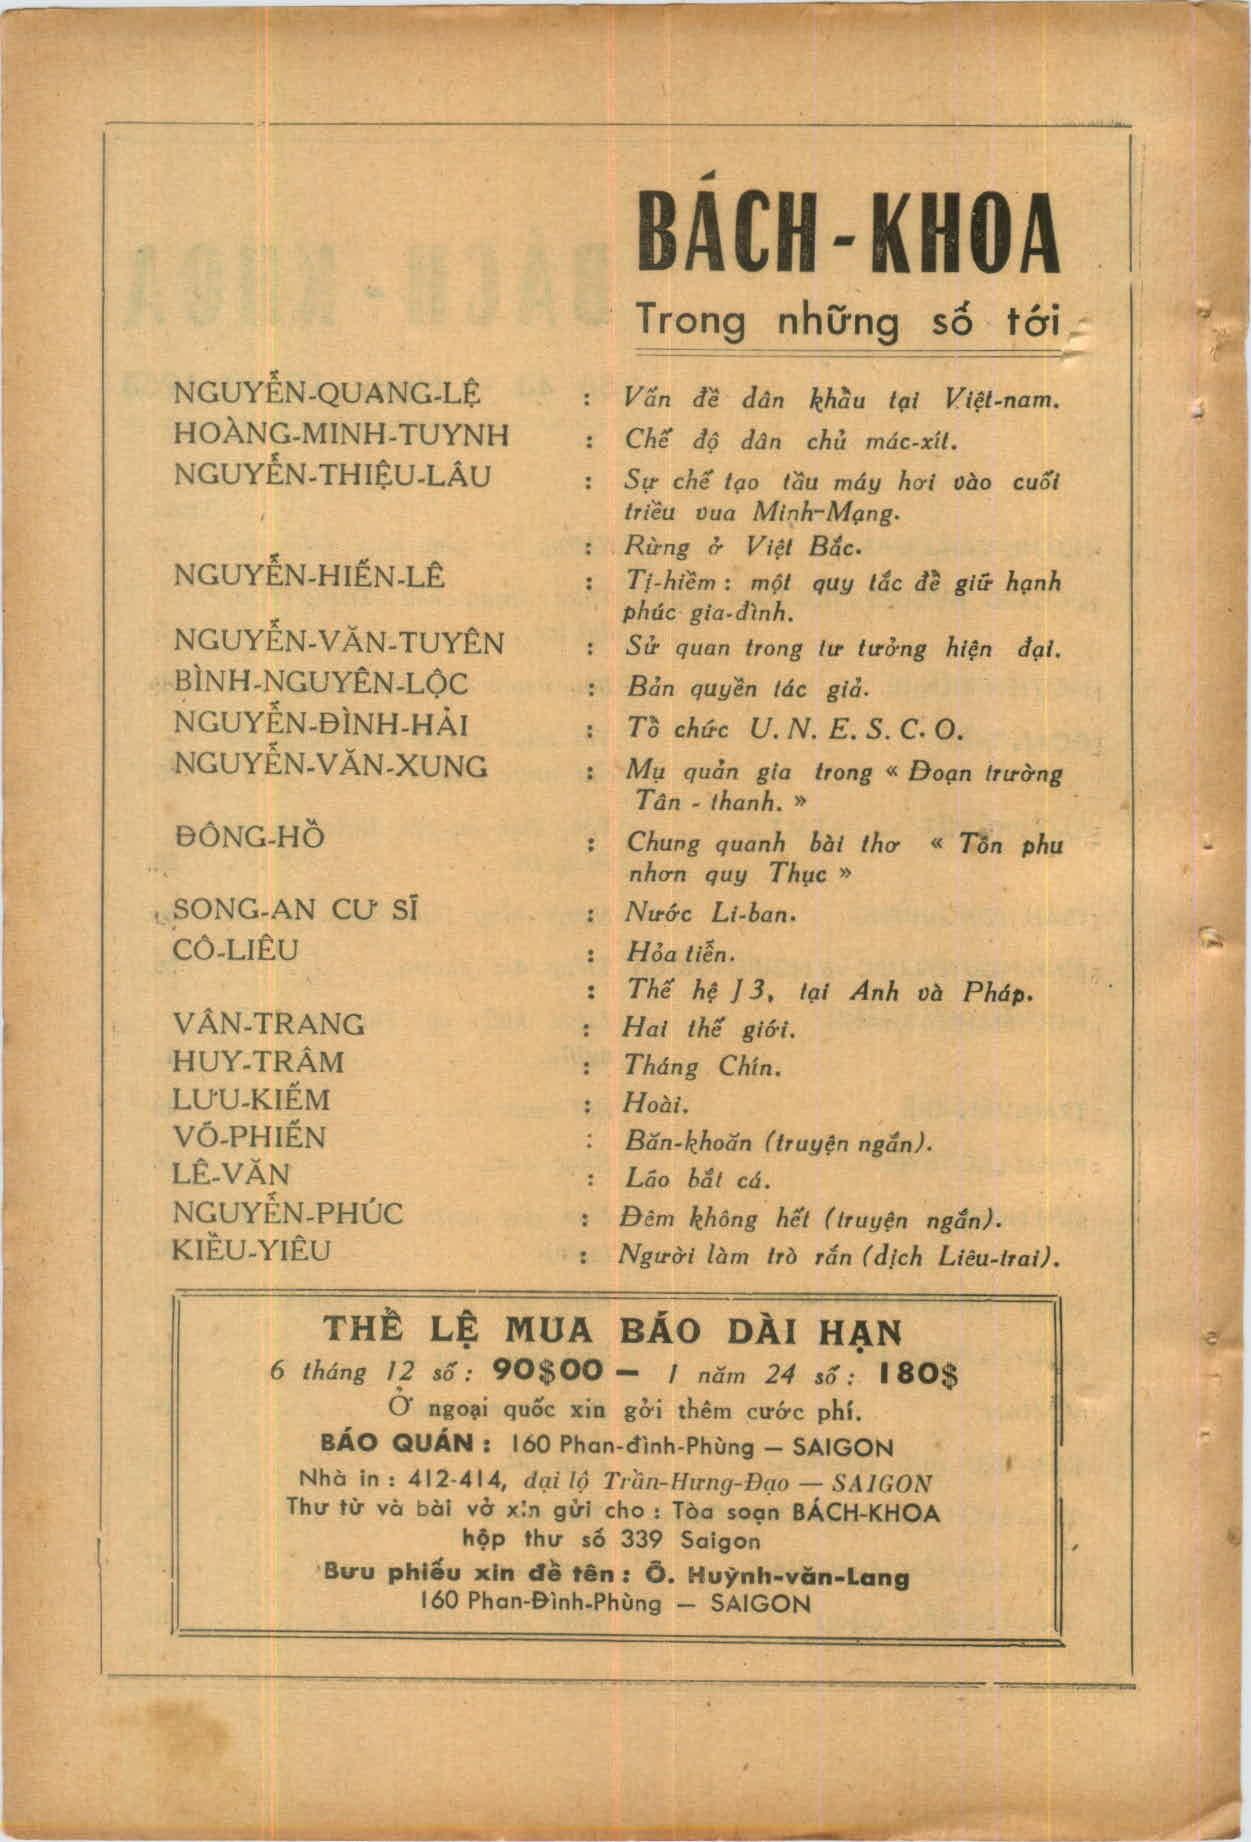 BÁCH-KHOA
Trong những số tới
NGUYỄN-QUANG-LỆ : Vấn đề dân khẩu tại Việt-nam.
HOÀNG-MINH-TUYNH : Chế độ dân chủ mác-xít.
NGUYỄN-THIỆU-LÂU : Sự chế tạo tầu máy hơi vào cuối
triều vua Minh-Mạng.
: Rừng ở Việt Bắc.
NGUYỄN-HIẾN-LÊ : Tị-hiềm : một quy tắc để giữ hạnh
phúc gia-đình.
NGUYỄN-VĂN-TUYÊN : Sử quan trong tư tưởng hiện đại.
BÌNH-NGUYÊN-LỘC : Bản quyền tác giả.
NGUYỄN-ĐÌNH-HẢI : Tổ chức U.N.E.S.C.O.
NGUYỄN-VĂN-XUNG : Mụ quản gia trong « Đoạn trường
Tân - thanh. »
ĐÔNG-HỒ : Chung quanh bài thơ « Tôn phu
nhơn quy Thục »
SONG-AN CƯ SĨ : Nước Li-ban.
CÔ-LIÊU : Hỏa tiễn.
: Thế hệ J3, tại Anh và Pháp.
VÂN-TRANG : Hai thế giới.
HUY-TRÂM : Tháng Chín.
LƯU-KIẾM : Hoài.
VÕ-PHIẾN : Băn-khoăn (truyện ngắn).
LÊ-VĂN : Lão bắt cá.
NGUYỄN-PHÚC : Đêm không hết (truyện ngắn).
KIỀU-YIÊU : Người làm trò rắn (dịch Liêu-trai).
THỂ LỆ MUA BÁO DÀI HẠN
6 tháng 12 số : 90$00 — 1 năm 24 số : 180$
Ở ngoại quốc xin gởi thêm cước phí.
BÁO QUÁN : 160 Phan-đình-Phùng — SAIGON
Nhà in : 412-414, đại lộ Trần-Hưng-Đạo — SAIGON
Thư từ và bài vở xin gửi cho : Tòa soạn BÁCH-KHOA
hộp thư số 339 Saigon
Bưu phiếu xin đề tên : Ô. Huỳnh-văn-Lang
160 Phan-Đình-Phùng — SAIGON